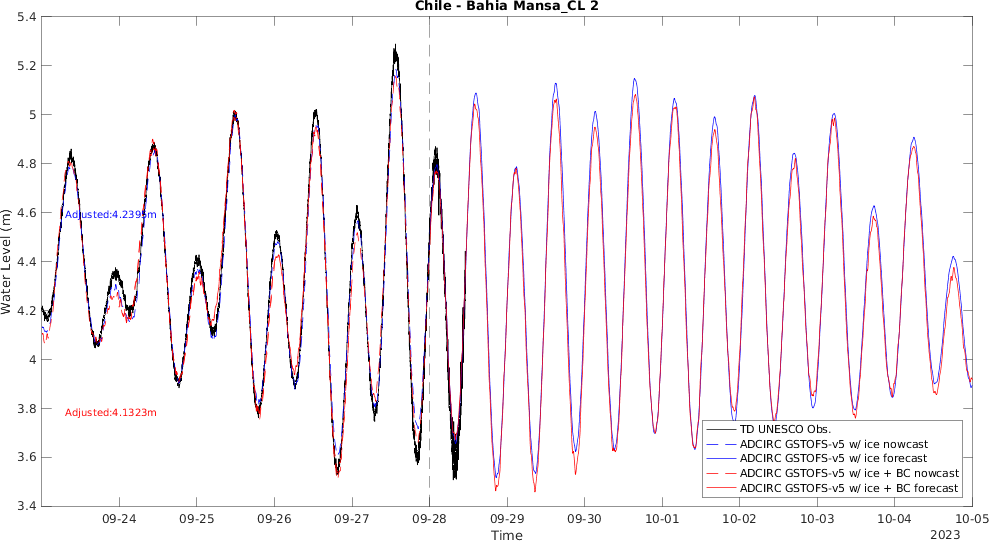 Chile - Bahia Mansa_CL 2
Water Level (m)
5.4
5.2
5
4.8
4.6
4.4
4.2
4
3.8
3.6
3.4
Adjusted:4.2395m
Adjusted:4.1323m
TD UNESCO Obs.
ADCIRC GSTOFS-v5 w/ ice nowcast
ADCIRC GSTOFS-v5 w/ ice forecast
ADCIRC GSTOFS-v5 w/ ice + BC nowcast
ADCIRC GSTOFS-v5 w/ ice + BC forecast
09-24 09-25 09-26 09-27 09-28 09-29 09-30 10-01 10-02 10-03 10-04 10-05
Time
2023